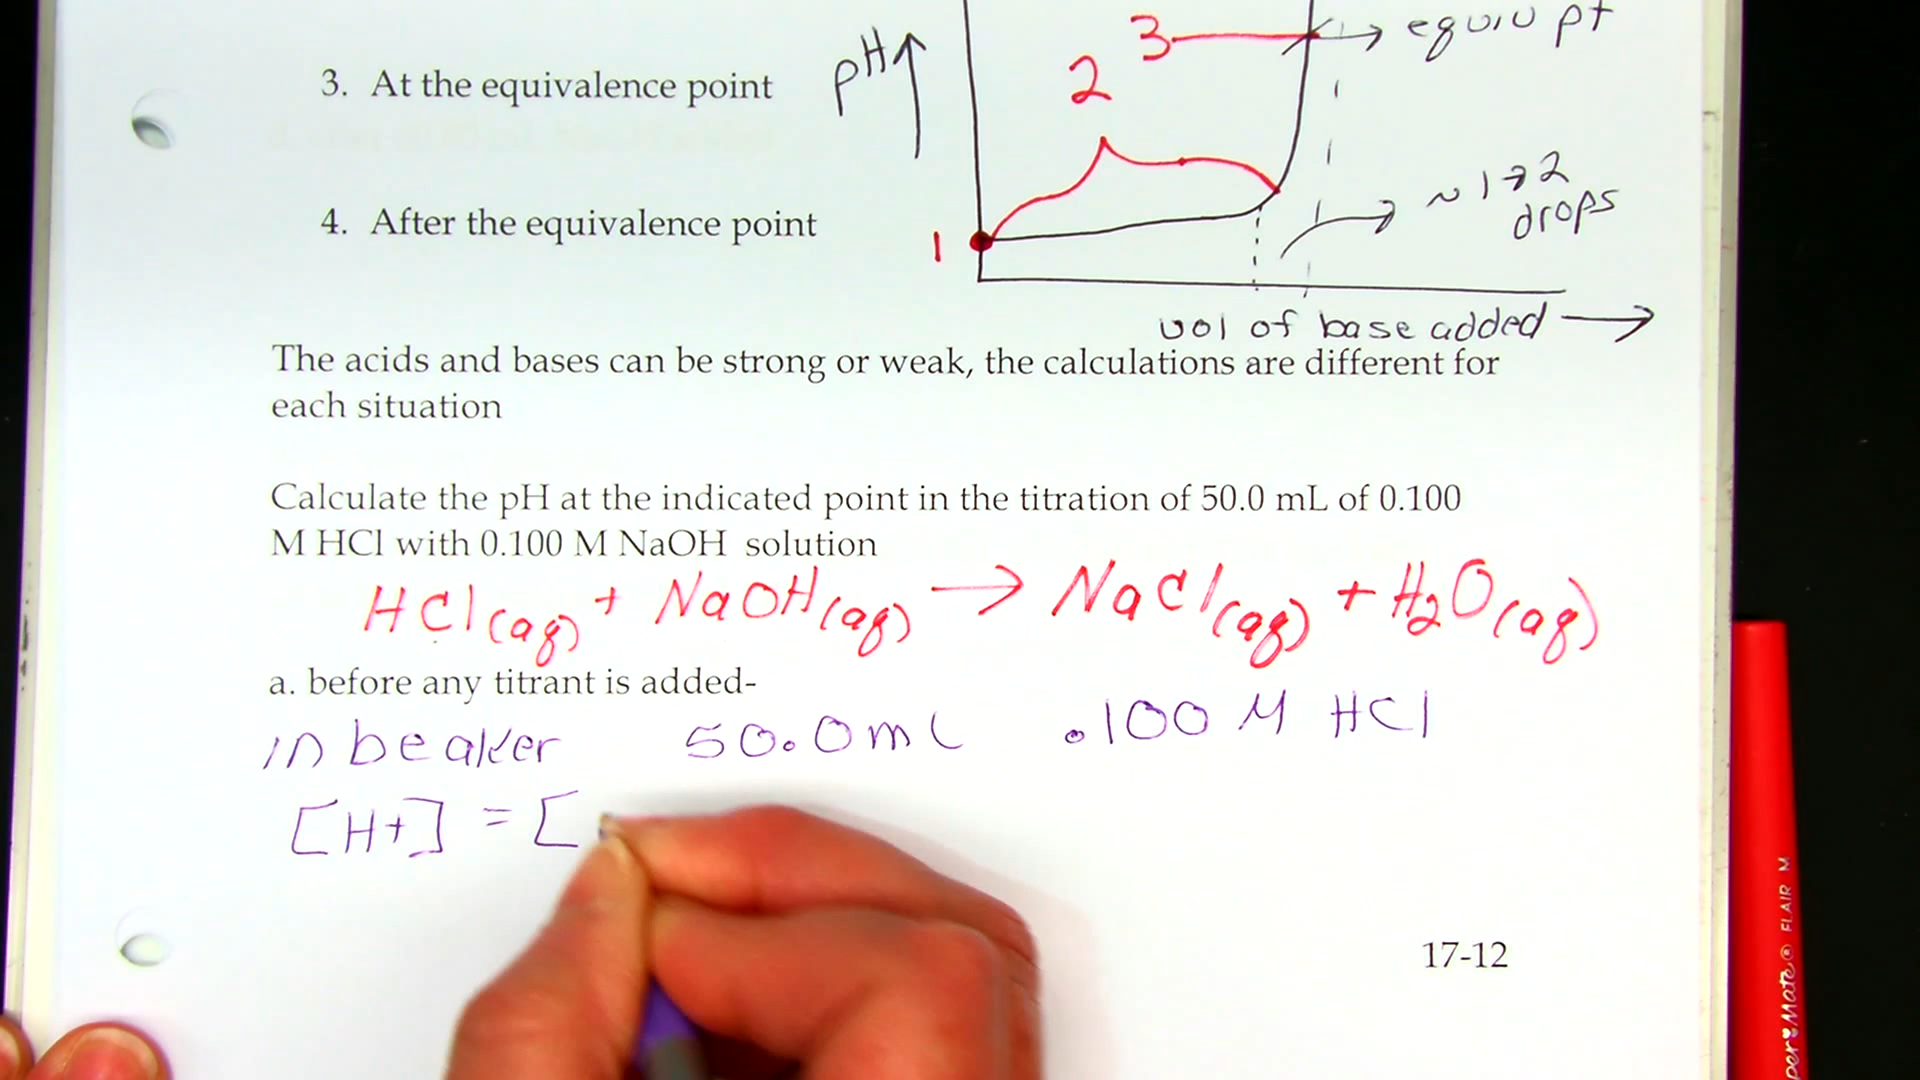 3 → equiv pt
pH↑
2
3. At the equivalence point
~ 1→2
drops
4. After the equivalence point
1
vol of base added →
The acids and bases can be strong or weak, the calculations are different for
each situation
Calculate the pH at the indicated point in the titration of 50.0 mL of 0.100
M HCl with 0.100 M NaOH solution
HCl(aq) + NaOH(aq) → NaCl(aq) + H2O(aq)
a. before any titrant is added-
in beaker 50.0mL .100 M HCl
[H+] = [
17-12
per Mate® FLAIR M